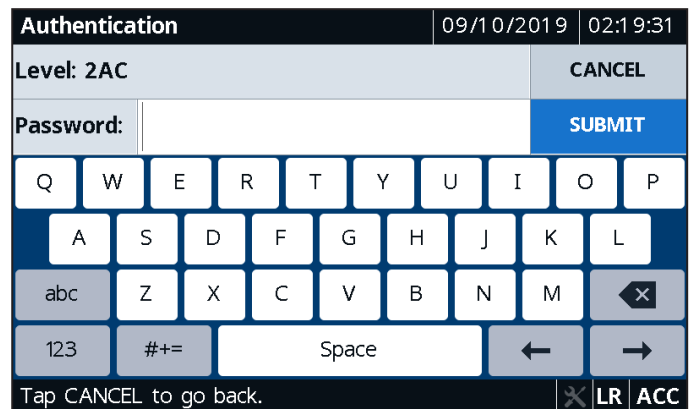 Authentication 09/10/2019 02:19:31
Level: 2AC CANCEL
Password: SUBMIT
Q W E R T Y U I O P
A S D F G H J K L
abc Z X C V B N M
123 #+= Space ← →
Tap CANCEL to go back. LR ACC